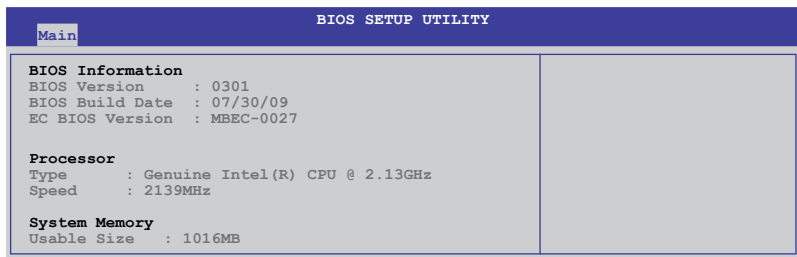 BIOS SETUP UTILITY
Main
BIOS Information
BIOS Version : 0301
BIOS Build Date : 07/30/09
EC BIOS Version : MBEC-0027
Processor
Type : Genuine Intel(R) CPU @ 2.13GHz
Speed : 2139MHz
System Memory
Usable Size : 1016MB